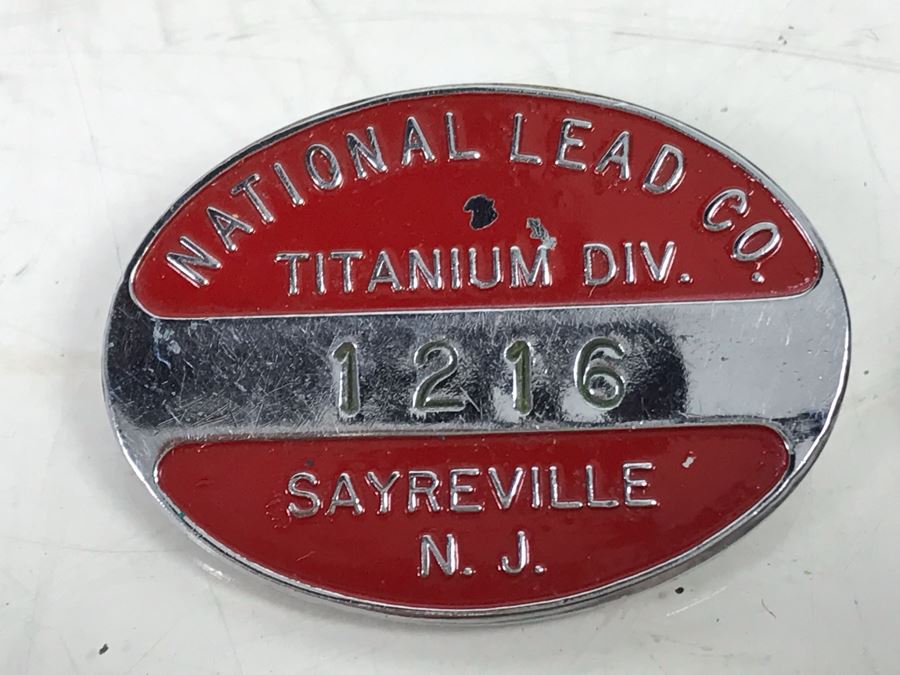 NATIONAL LEAD CO.
TITANIUM DIV.
1216
SAYREVILLE
N. J.